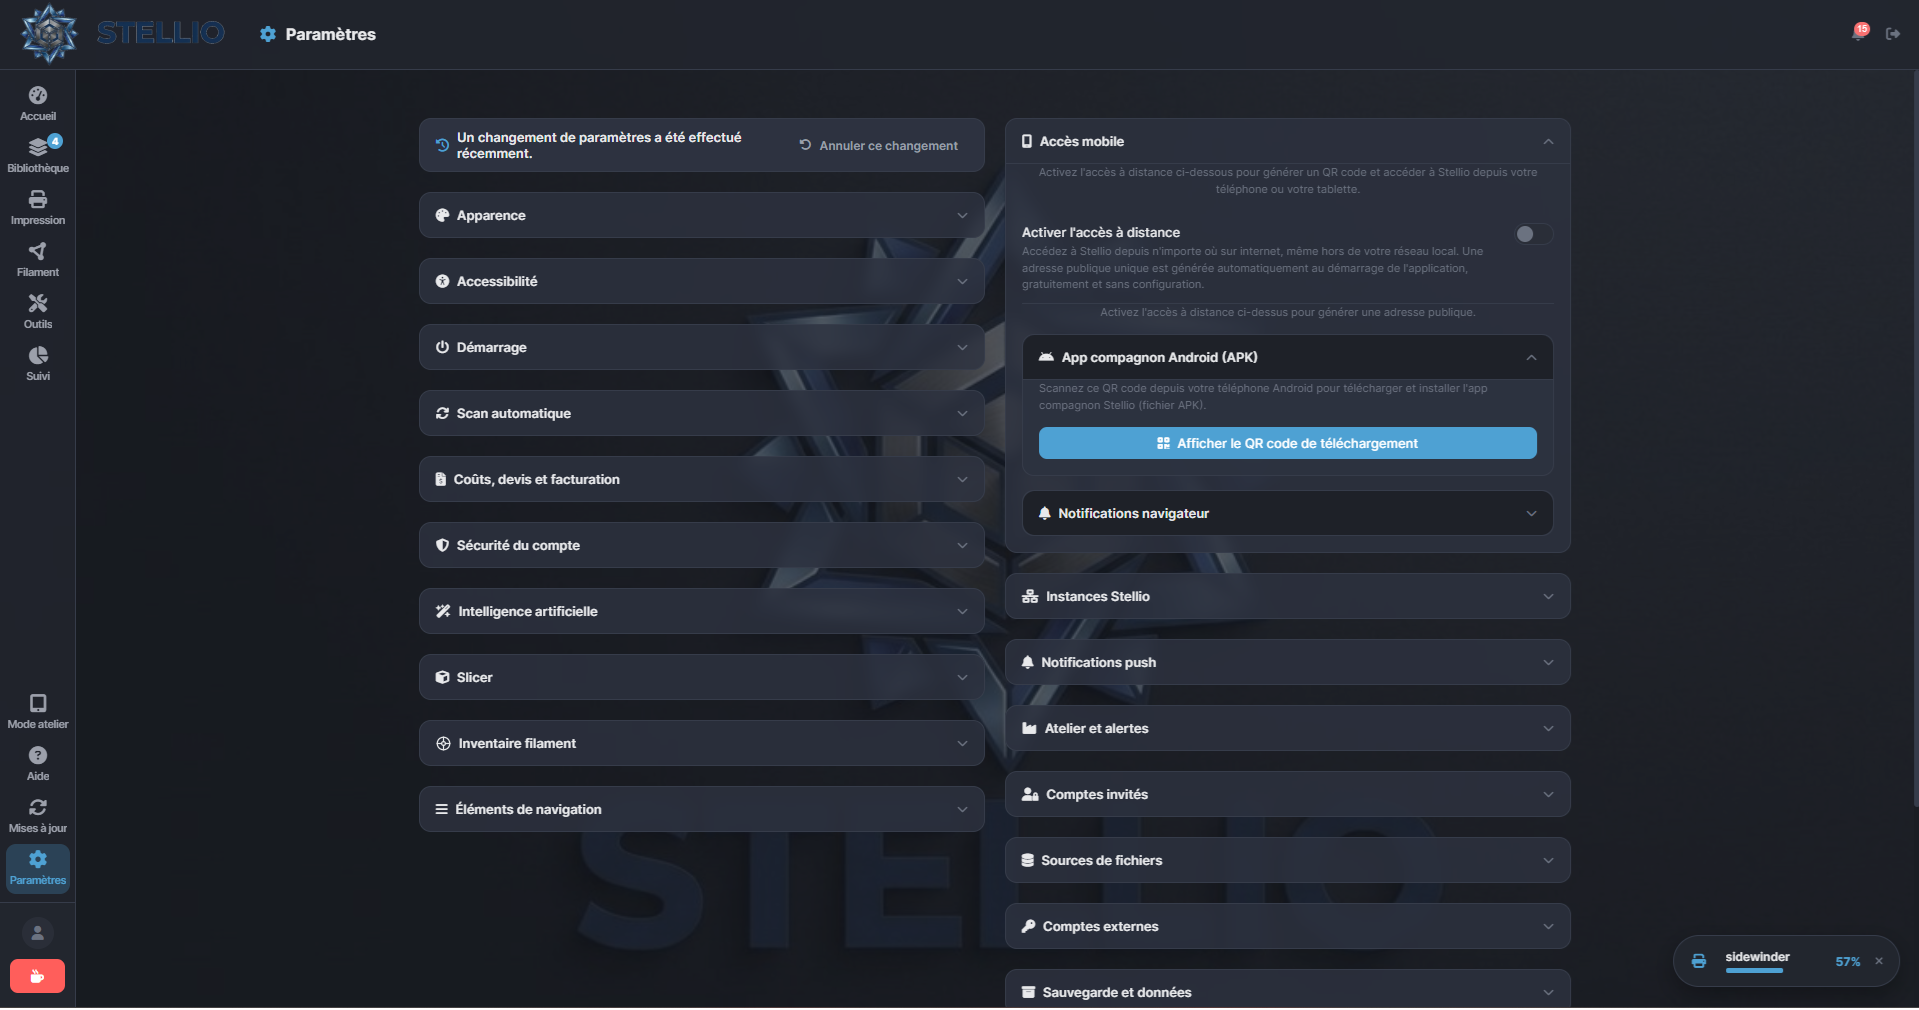 STELLIO
Paramètres
15
Accueil
4
Bibliothèque
Impression
Filament
Outils
Suivi
Mode atelier
Aide
Mises à jour
Paramètres
Un changement de paramètres a été effectué
récemment.
Annuler ce changement
Apparence
Accessibilité
Démarrage
Scan automatique
Coûts, devis et facturation
Sécurité du compte
Intelligence artificielle
Slicer
Inventaire filament
Éléments de navigation
Accès mobile
Activez l'accès à distance ci-dessous pour générer un QR code et accéder à Stellio depuis votre
téléphone ou votre tablette.
Activer l'accès à distance
Accédez à Stellio depuis n'importe où sur internet, même hors de votre réseau local. Une
adresse publique unique est générée automatiquement au démarrage de l'application,
gratuitement et sans configuration.
Activez l'accès à distance ci-dessus pour générer une adresse publique.
App compagnon Android (APK)
Scannez ce QR code depuis votre téléphone Android pour télécharger et installer l'app
compagnon Stellio (fichier APK).
Afficher le QR code de téléchargement
Notifications navigateur
Instances Stellio
Notifications push
Atelier et alertes
Comptes invités
Sources de fichiers
Comptes externes
Sauvegarde et données
STELLIO
sidewinder
57%